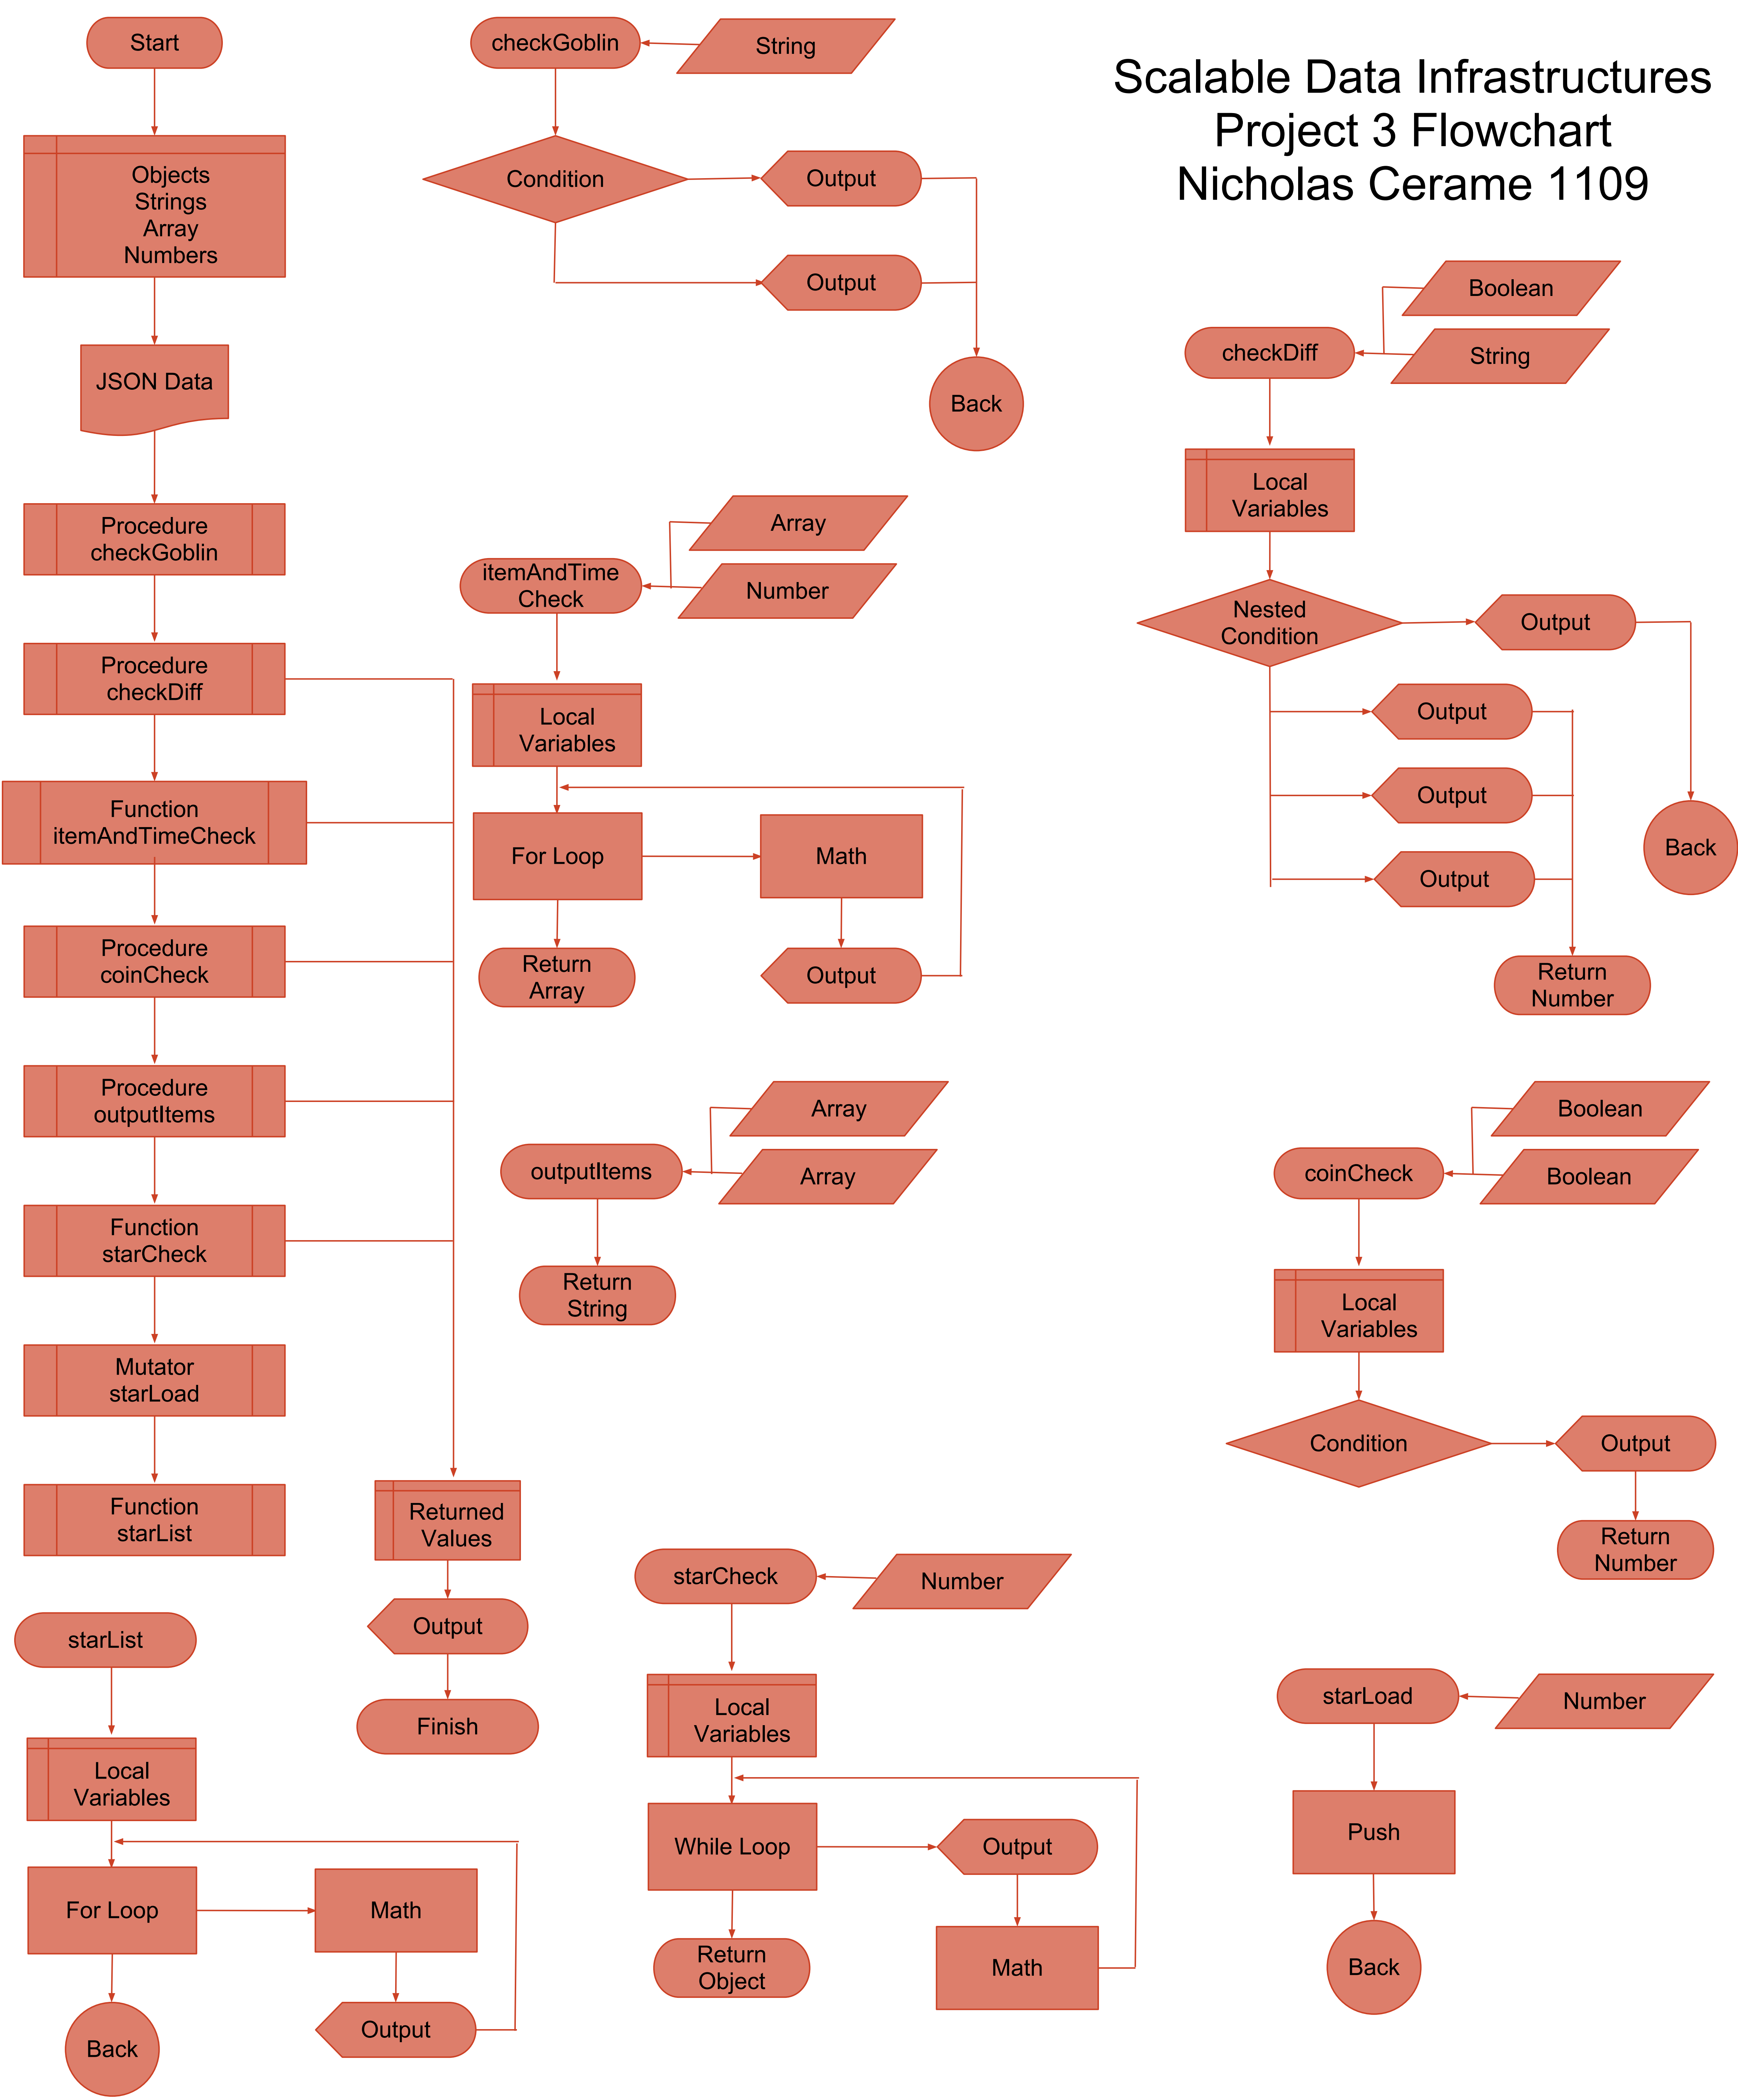 Scalable Data Infrastructures
Project 3 Flowchart
Nicholas Cerame 1109
Start
Objects
Strings
Array
Numbers
JSON Data
Procedure
checkGoblin
Procedure
checkDiff
Function
itemAndTimeCheck
Procedure
coinCheck
Procedure
outputItems
Function
starCheck
Mutator
starLoad
Function
starList
Returned
Values
Output
Finish
checkGoblin
String
Condition
Output
Output
Back
checkDiff
Boolean
String
Local
Variables
Nested
Condition
Output
Output
Output
Output
Back
Return
Number
itemAndTime
Check
Array
Number
Local
Variables
For Loop
Math
Output
Return
Array
outputItems
Array
Array
Return
String
coinCheck
Boolean
Boolean
Local
Variables
Condition
Output
Return
Number
starCheck
Number
Local
Variables
While Loop
Output
Math
Return
Object
starLoad
Number
Push
Back
starList
Local
Variables
For Loop
Math
Output
Back